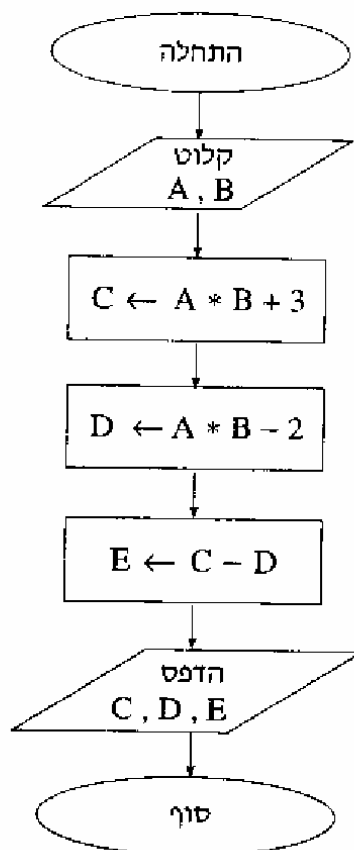 התחלה
קלוט
A , B
C ← A * B + 3
D ← A * B − 2
E ← C − D
הדפס
C , D , E
סוף